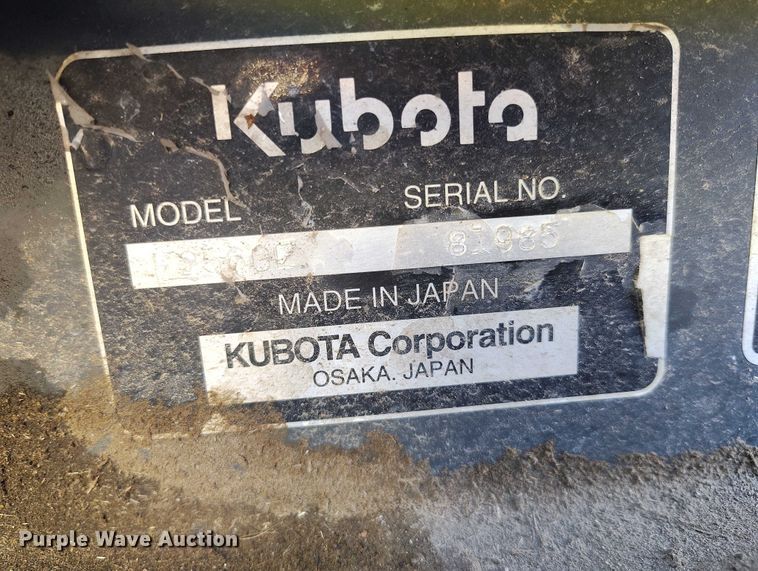 Kubota
MODEL SERIAL NO.
81985
MADE IN JAPAN
KUBOTA Corporation
OSAKA. JAPAN
Purple Wave Auction